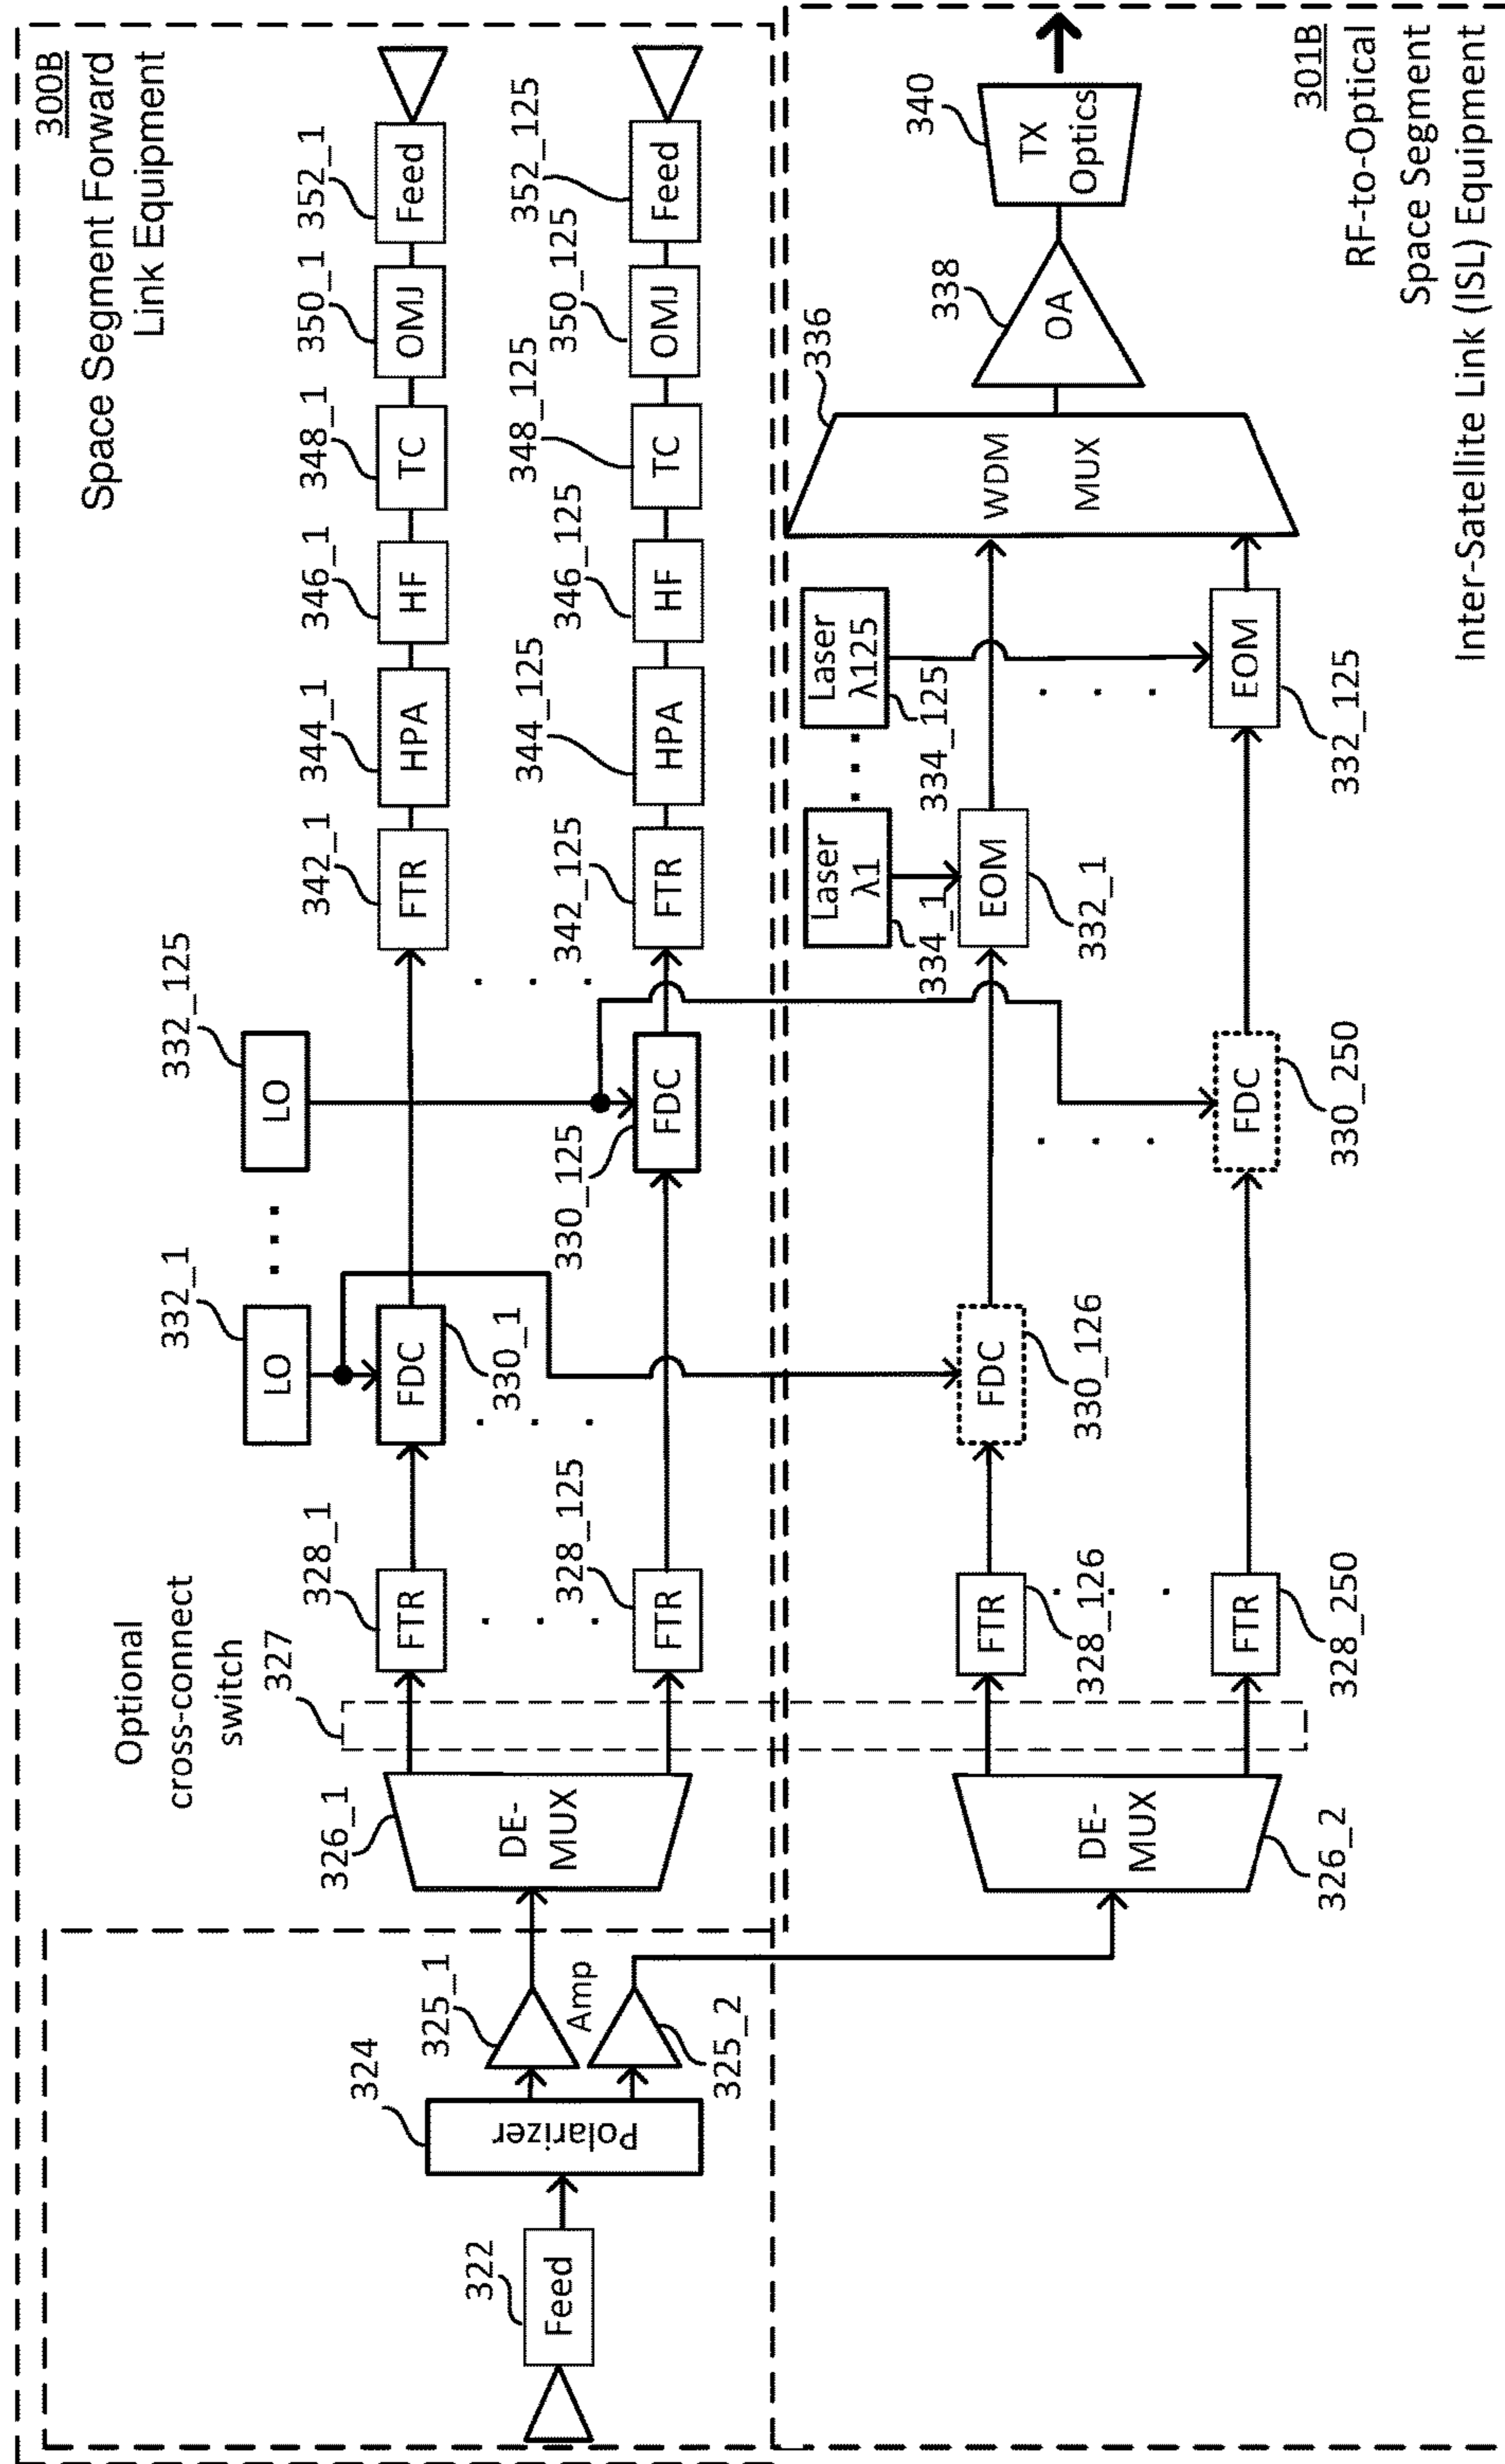 300B
Space Segment Forward
Link Equipment
Optional
cross-connect
switch
327
332_1
LO
332_125
LO
322
Feed
324
Polarizer
325_1
Amp
325_2
326_1
DE-
MUX
328_1
FTR
FDC
330_1
342_1
FTR
344_1
HPA
346_1
HF
348_1
TC
350_1
OMJ
352_1
Feed
328_125
FTR
330_125
FDC
342_125
FTR
344_125
HPA
346_125
HF
348_125
TC
350_125
OMJ
352_125
Feed
326_2
DE-
MUX
FTR
328_126
FDC
330_126
Laser
λ1
334_1
Laser
λ125
334_125
EOM
332_1
336
WDM
MUX
338
OA
340
TX
Optics
FTR
328_250
FDC
330_250
EOM
332_125
301B
RF-to-Optical
Space Segment
Inter-Satellite Link (ISL) Equipment